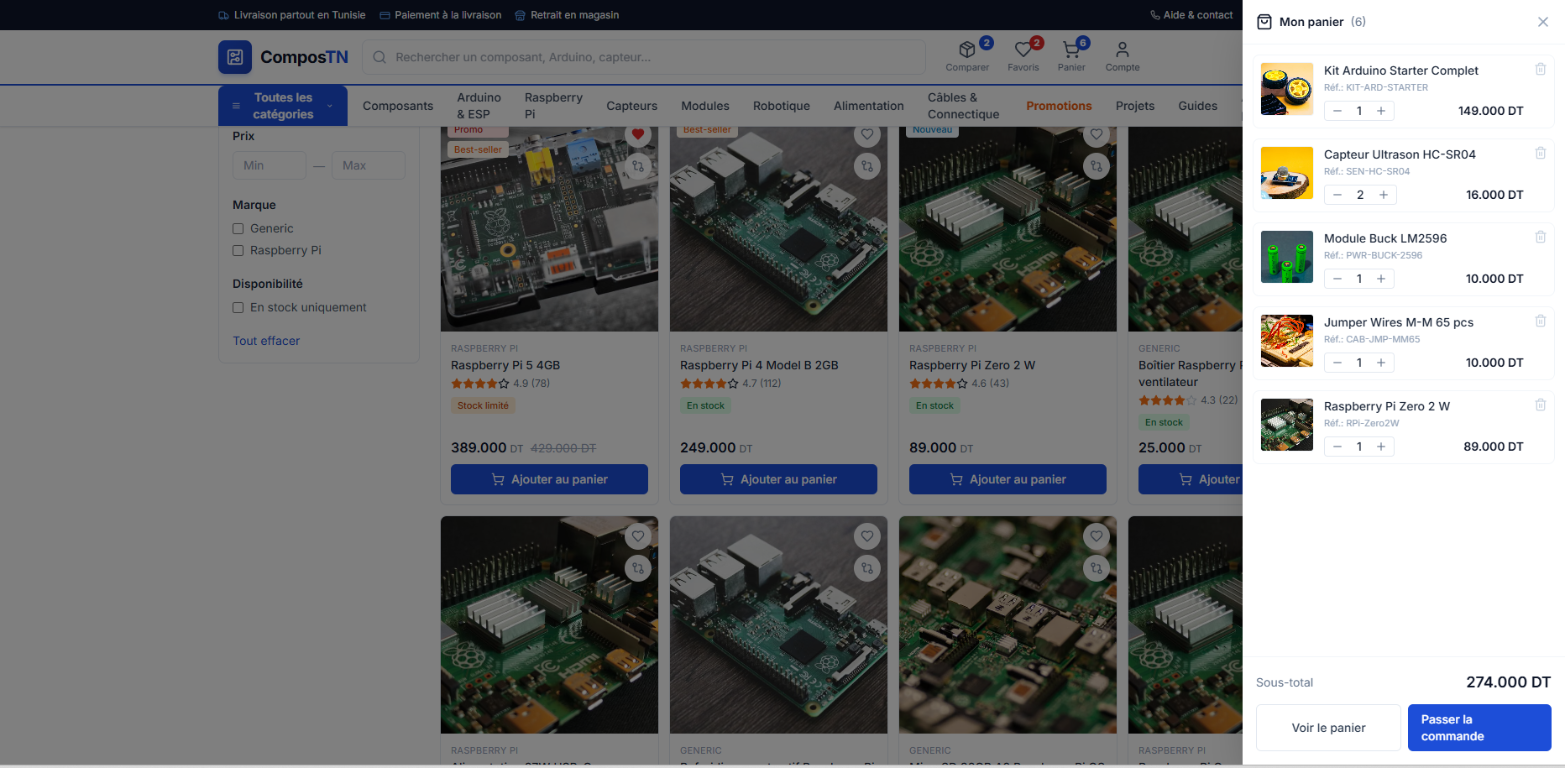 Livraison partout en Tunisie
Paiement à la livraison
Retrait en magasin
Aide & contact
ComposTN
Rechercher un composant, Arduino, capteur...
2
Comparer
2
Favoris
6
Panier
Compte
Toutes les
catégories
Composants
Arduino
& ESP
Raspberry
Pi
Capteurs
Modules
Robotique
Alimentation
Câbles &
Connectique
Promotions
Projets
Guides
Prix
Min
—
Max
Marque
Generic
Raspberry Pi
Disponibilité
En stock uniquement
Tout effacer
Promo
Best-seller
RASPBERRY PI
Raspberry Pi 5 4GB
4.9 (78)
Stock limité
389.000 DT 429.000 DT
Ajouter au panier
Best-seller
RASPBERRY PI
Raspberry Pi 4 Model B 2GB
4.7 (112)
En stock
249.000 DT
Ajouter au panier
Nouveau
RASPBERRY PI
Raspberry Pi Zero 2 W
4.6 (43)
En stock
89.000 DT
Ajouter au panier
GENERIC
Boîtier Raspberry
ventilateur
4.3 (22)
En stock
25.000 DT
Ajouter
RASPBERRY PI
GENERIC
GENERIC
RASPBERRY PI
Mon panier (6)
Kit Arduino Starter Complet
Réf.: KIT-ARD-STARTER
− 1 +
149.000 DT
Capteur Ultrason HC-SR04
Réf.: SEN-HC-SR04
− 2 +
16.000 DT
Module Buck LM2596
Réf.: PWR-BUCK-2596
− 1 +
10.000 DT
Jumper Wires M-M 65 pcs
Réf.: CAB-JMP-MM65
− 1 +
10.000 DT
Raspberry Pi Zero 2 W
Réf.: RPi-Zero2W
− 1 +
89.000 DT
Sous-total
274.000 DT
Voir le panier
Passer la
commande